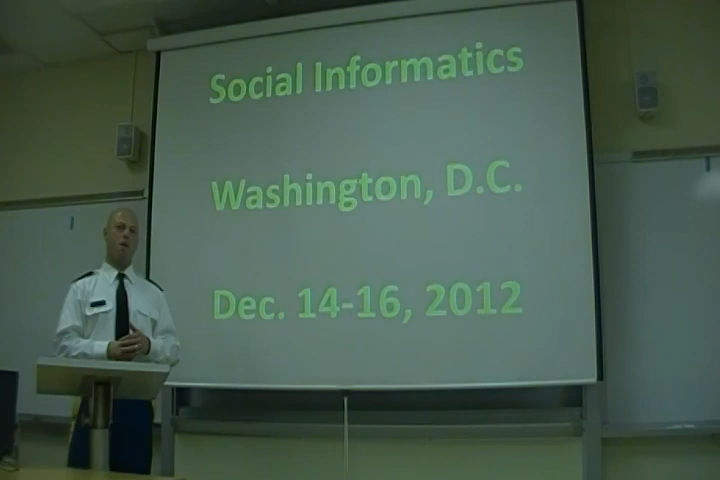 Social Informatics
Washington, D.C.
Dec. 14-16, 2012